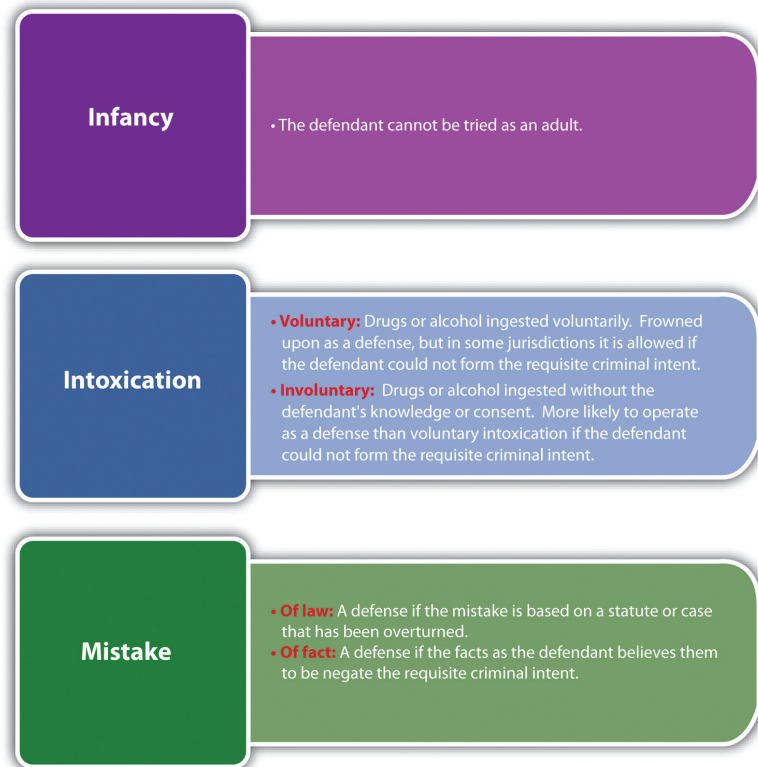 Infancy
• The defendant cannot be tried as an adult.
Intoxication
• Voluntary: Drugs or alcohol ingested voluntarily. Frowned
upon as a defense, but in some jurisdictions it is allowed if
the defendant could not form the requisite criminal intent.
• Involuntary: Drugs or alcohol ingested without the
defendant's knowledge or consent. More likely to operate
as a defense than voluntary intoxication if the defendant
could not form the requisite criminal intent.
Mistake
• Of law: A defense if the mistake is based on a statute or case
that has been overturned.
• Of fact: A defense if the facts as the defendant believes them
to be negate the requisite criminal intent.